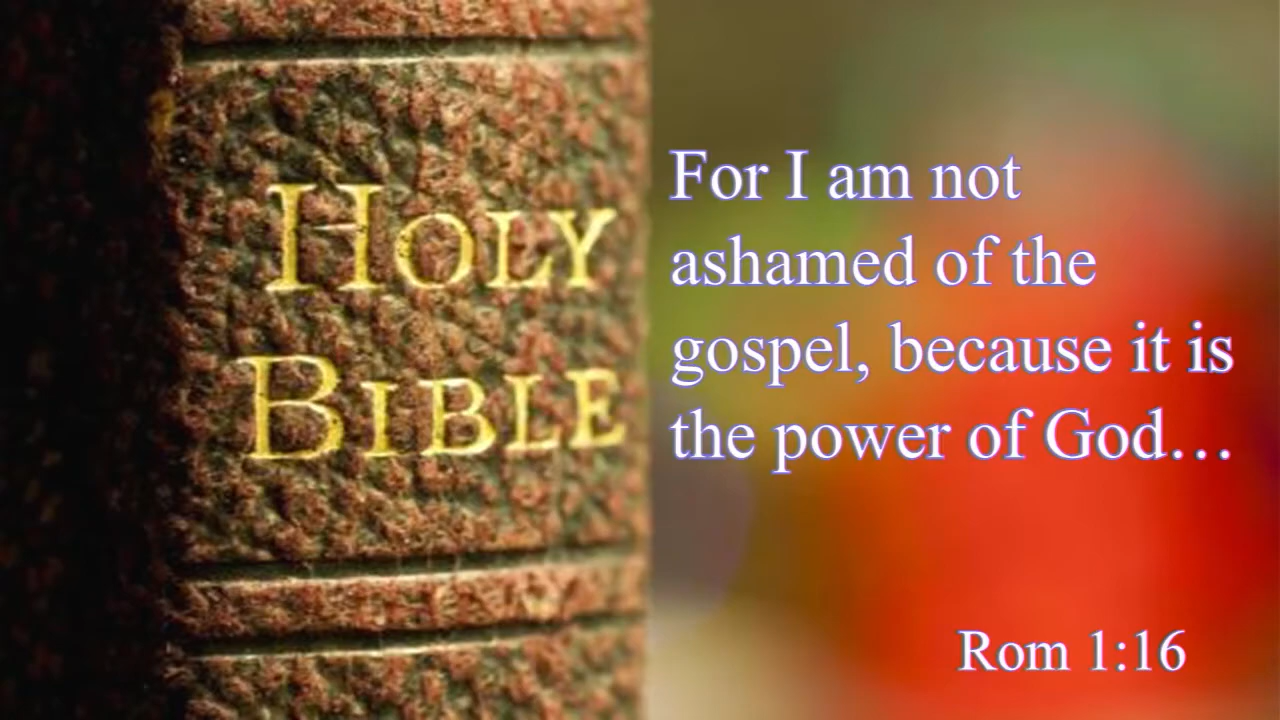 HOLY
BIBLE
For I am not
ashamed of the
gospel, because it is
the power of God…
Rom 1:16